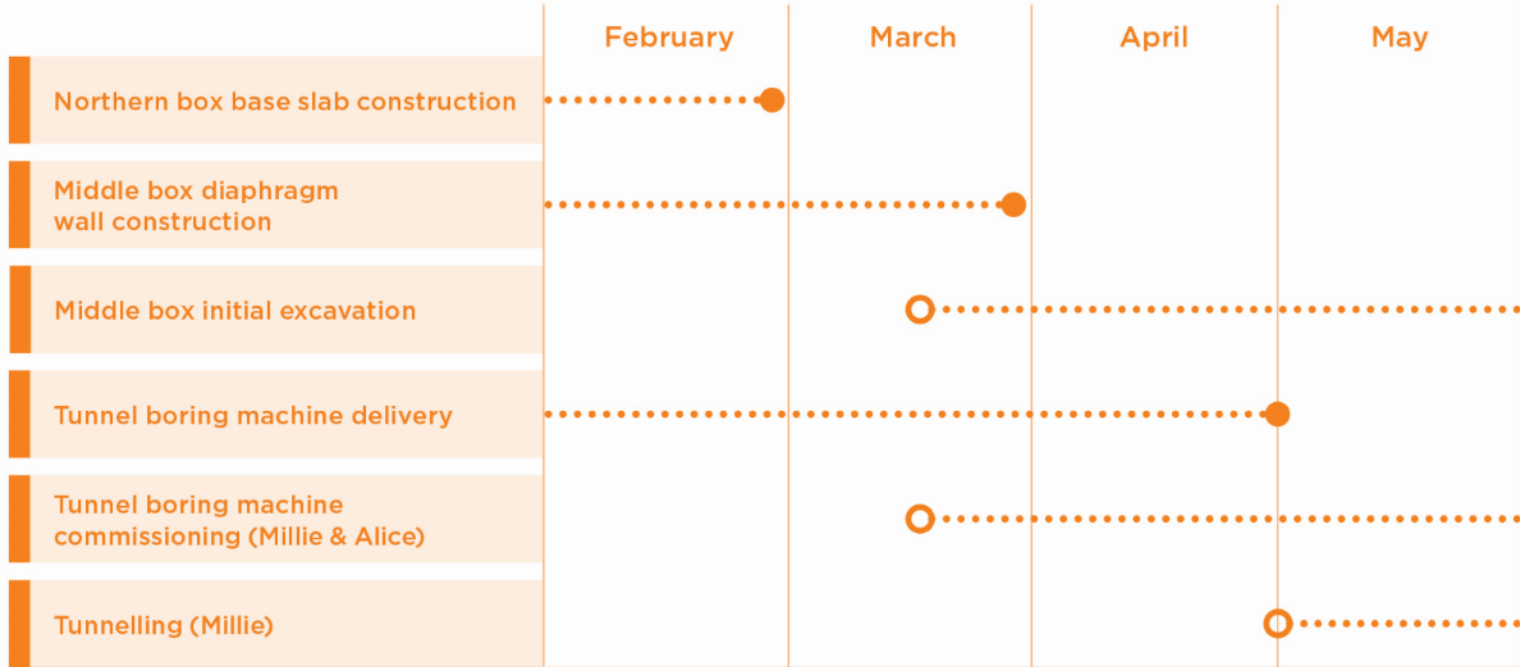 February March April May
Northern box base slab construction
Middle box diaphragm
wall construction
Middle box initial excavation
Tunnel boring machine delivery
Tunnel boring machine
commissioning (Millie & Alice)
Tunnelling (Millie)